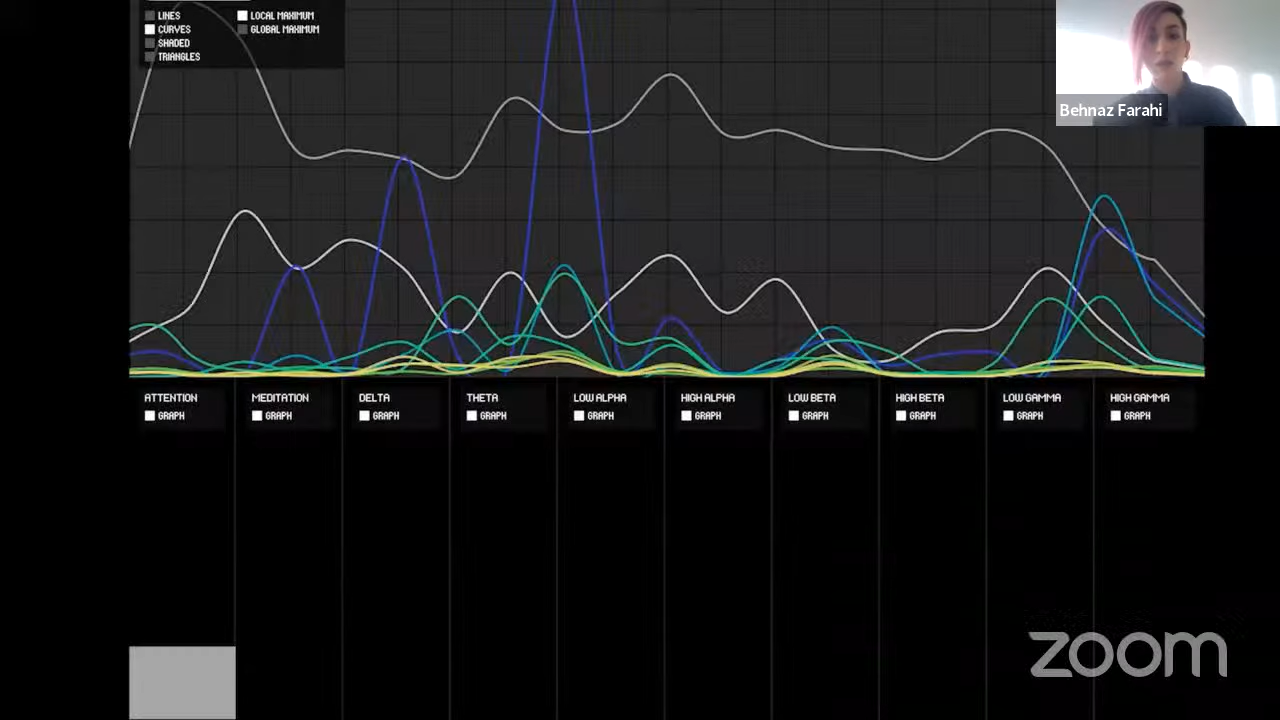 LINES
CURVES
SHADED
TRIANGLES
LOCAL MAXIMUM
GLOBAL MAXIMUM
Behnaz Farahi
ATTENTION
GRAPH
MEDITATION
GRAPH
DELTA
GRAPH
THETA
GRAPH
LOW ALPHA
GRAPH
HIGH ALPHA
GRAPH
LOW BETA
GRAPH
HIGH BETA
GRAPH
LOW GAMMA
GRAPH
HIGH GAMMA
GRAPH
zoom